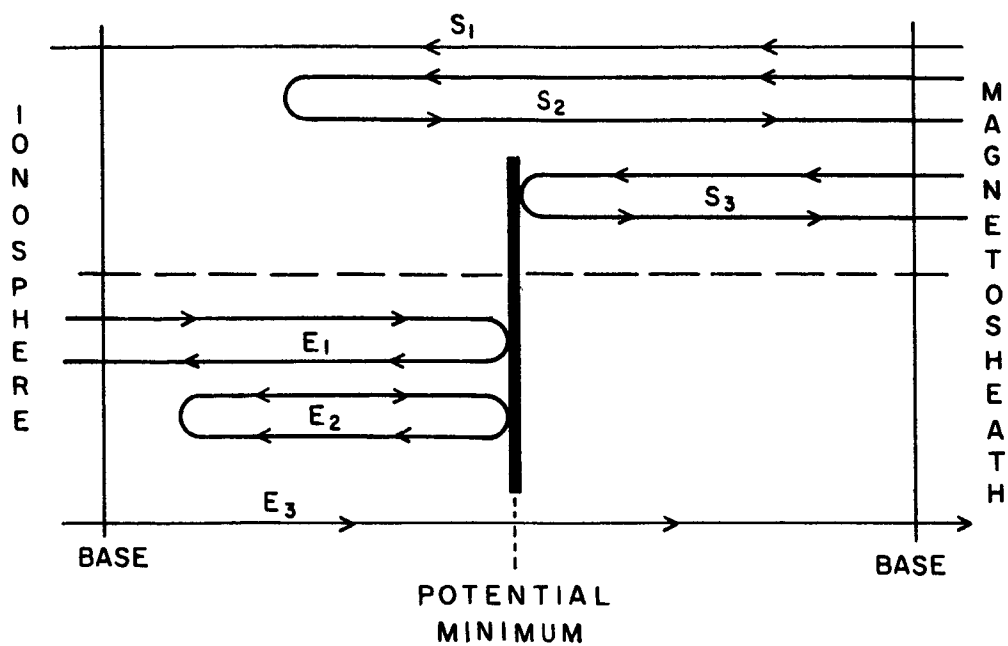 S1
S2
S3
IONOSPHERE
MAGNETOSHEATH
E1
E2
E3
BASE
BASE
POTENTIAL
MINIMUM